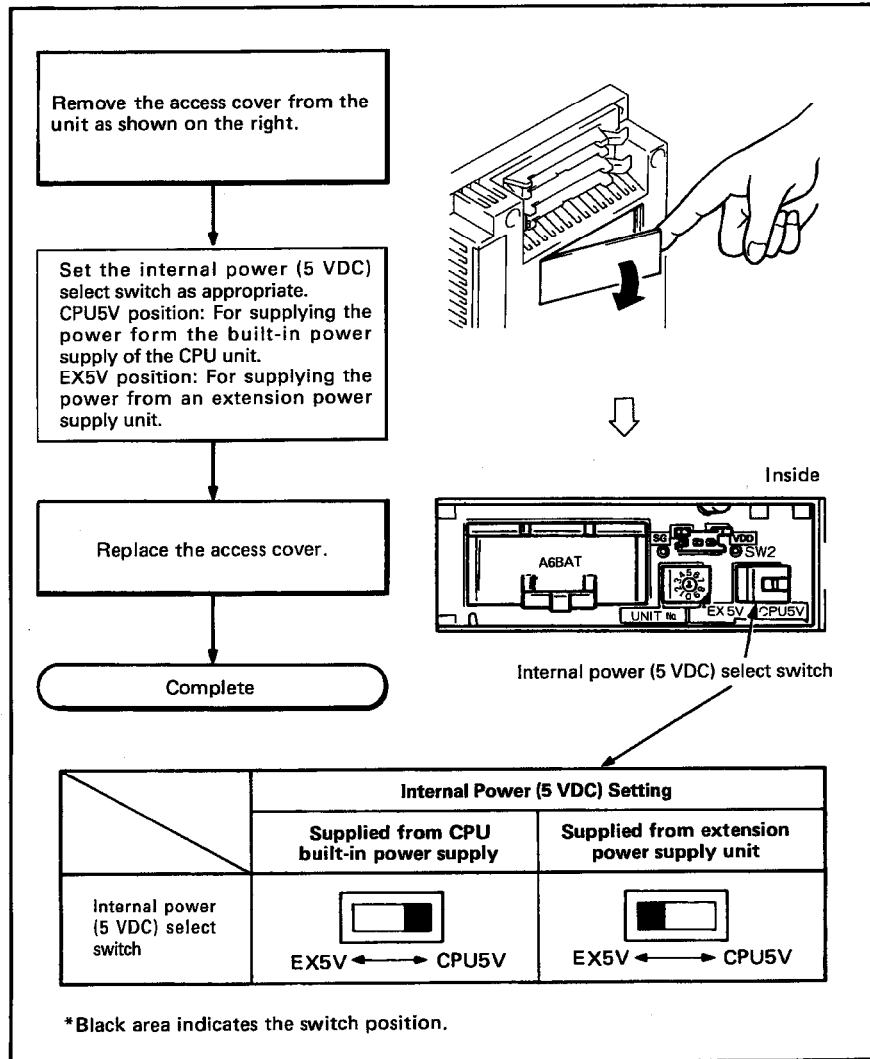 Remove the access cover from the
unit as shown on the right.
Set the internal power (5 VDC)
select switch as appropriate.
CPU5V position: For supplying the
power form the built-in power
supply of the CPU unit.
EX5V position: For supplying the
power from an extension power
supply unit.
Replace the access cover.
Complete
Inside
A6BAT
SG
VDD
SW2
UNIT No.
EX5V
CPU5V
Internal power (5 VDC) select switch
Internal Power (5 VDC) Setting
Supplied from CPU
built-in power supply
Supplied from extension
power supply unit
Internal power
(5 VDC) select
switch
EX5V ◄──► CPU5V
EX5V ◄──► CPU5V
*Black area indicates the switch position.